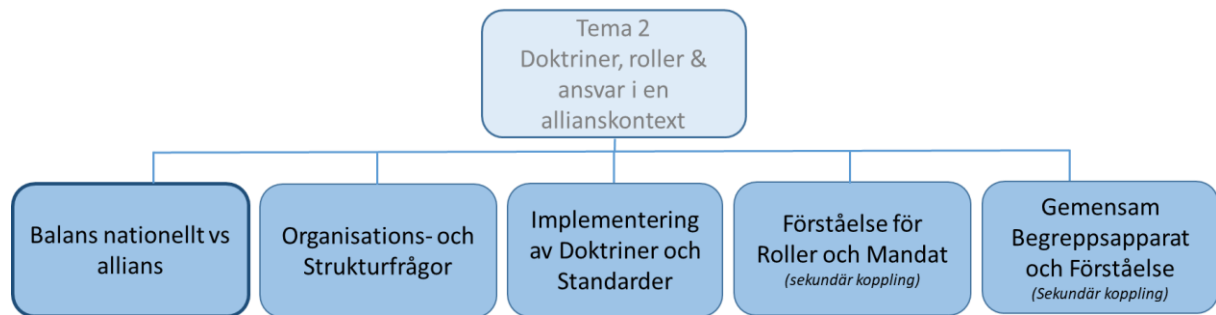 Tema 2
Doktriner, roller &
ansvar i en
allianskontext
Balans nationellt vs
allians
Organisations- och
Strukturfrågor
Implementering
av Doktriner och
Standarder
Förståelse för
Roller och Mandat
(sekundär koppling)
Gemensam
Begreppsapparat
och Förståelse
(Sekundär koppling)